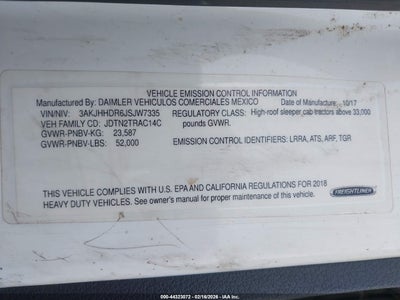 VEHICLE EMISSION CONTROL INFORMATION
Manufactured By: DAIMLER VEHICULOS COMERCIALES MEXICO Date of Manufacture: 10/17
VIN/NIV: 3AKJHHDR6JSJW7335 REGULATORY CLASS: High-roof sleeper cab tractors above 33,000
VEH FAMILY CD: JDTN2TRAC14C pounds GVWR.
GVWR-PNBV-KG: 23,587
GVWR-PNBV-LBS: 52,000 EMISSION CONTROL IDENTIFIERS: LRRA, ATS, ARF, TGR
THIS VEHICLE COMPLIES WITH U.S. EPA AND CALIFORNIA REGULATIONS FOR 2018
HEAVY DUTY VEHICLES. See owner's manual for proper maintenance of this vehicle.
FREIGHTLINER
000-44323072 - 02/18/2026 - IAA Inc.